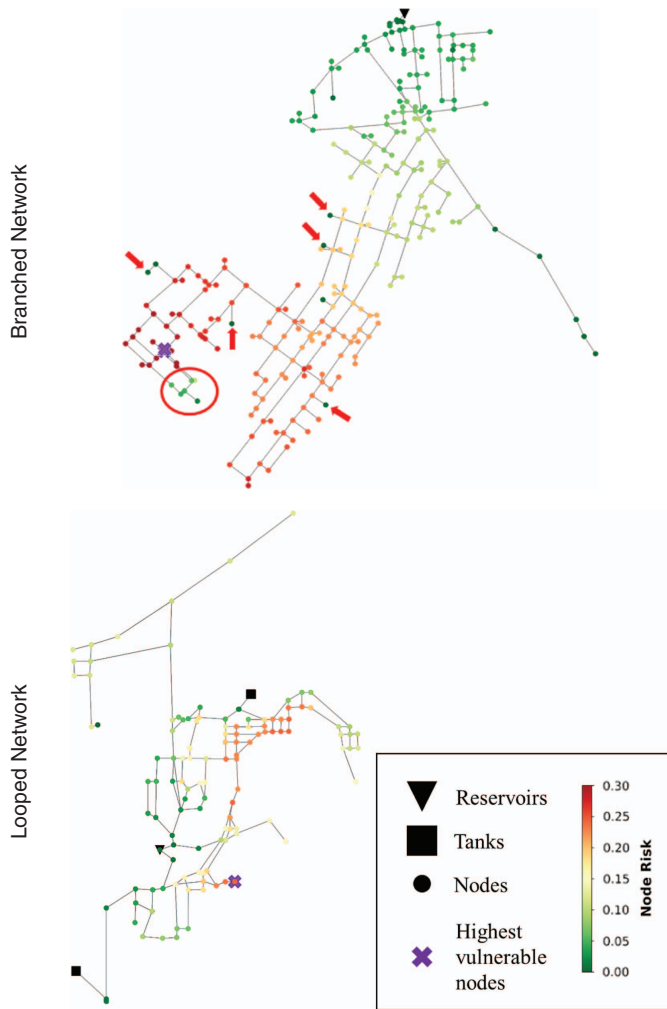 Branched Network
Looped Network
Reservoirs
Tanks
Nodes
Highest
vulnerable
nodes
0.30
0.25
0.20
0.15
0.10
0.05
0.00
Node Risk